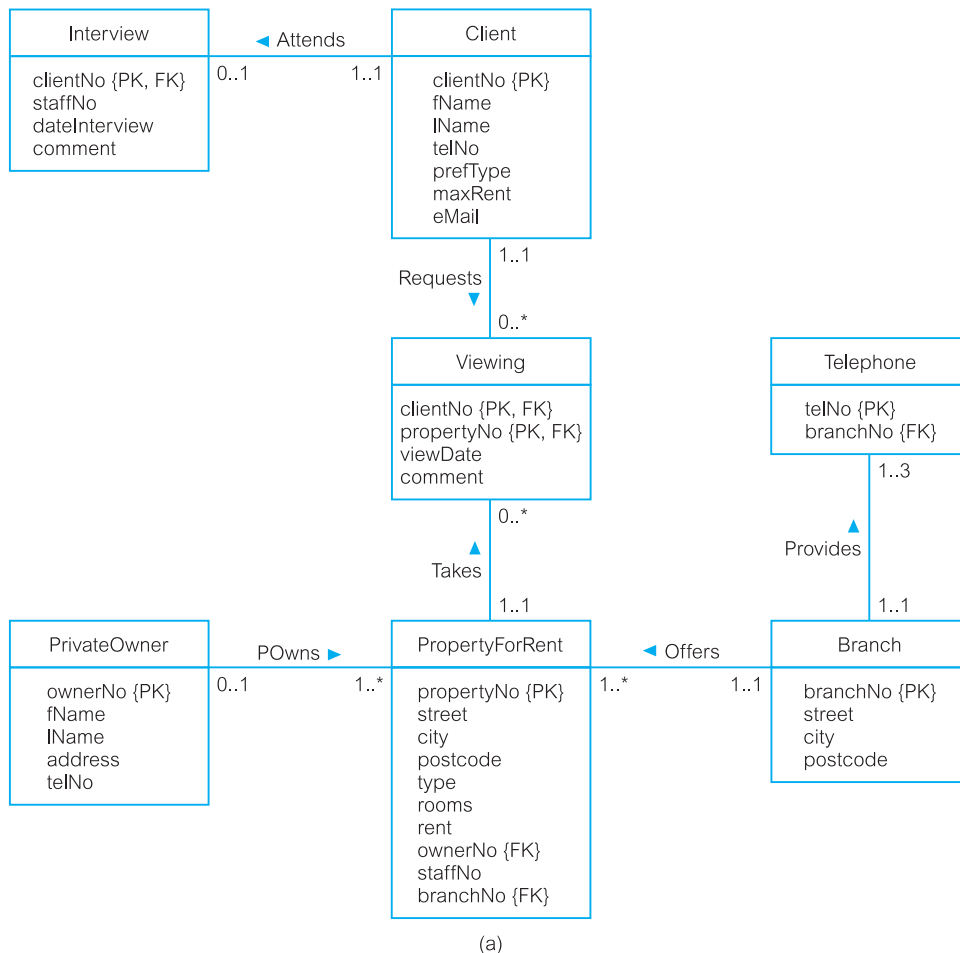 Interview
clientNo {PK, FK}
staffNo
dateInterview
comment
Attends
0..1
1..1
Client
clientNo {PK}
fName
lName
telNo
prefType
maxRent
eMail
1..1
Requests
0..*
Viewing
clientNo {PK, FK}
propertyNo {PK, FK}
viewDate
comment
0..*
Takes
1..1
Telephone
telNo {PK}
branchNo {FK}
1..3
Provides
1..1
PrivateOwner
ownerNo {PK}
fName
lName
address
telNo
POwns
0..1
1..*
PropertyForRent
propertyNo {PK}
street
city
postcode
type
rooms
rent
ownerNo {FK}
staffNo
branchNo {FK}
Offers
1..*
1..1
Branch
branchNo {PK}
street
city
postcode
(a)